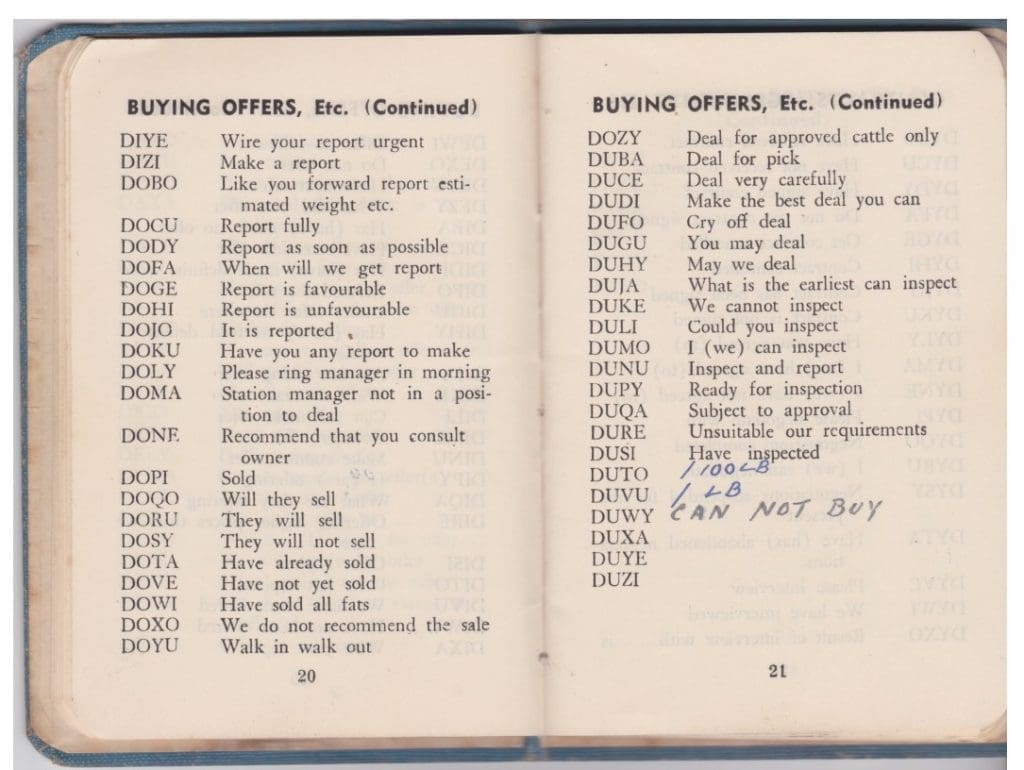 BUYING OFFERS, Etc. (Continued)
DIYE Wire your report urgent
DIZI Make a report
DOBO Like you forward report esti-
mated weight etc.
DOCU Report fully
DODY Report as soon as possible
DOFA When will we get report
DOGE Report is favourable
DOHI Report is unfavourable
DOJO It is reported
DOKU Have you any report to make
DOLY Please ring manager in morning
DOMA Station manager not in a posi-
tion to deal
DONE Recommend that you consult
owner
DOPI Sold
DOQO Will they sell
DORU They will sell
DOSY They will not sell
DOTA Have already sold
DOVE Have not yet sold
DOWI Have sold all fats
DOXO We do not recommend the sale
DOYU Walk in walk out
20
BUYING OFFERS, Etc. (Continued)
DOZY Deal for approved cattle only
DUBA Deal for pick
DUCE Deal very carefully
DUDI Make the best deal you can
DUFO Cry off deal
DUGU You may deal
DUHY May we deal
DUJA What is the earliest can inspect
DUKE We cannot inspect
DULI Could you inspect
DUMO I (we) can inspect
DUNU Inspect and report
DUPY Ready for inspection
DUQA Subject to approval
DURE Unsuitable our requirements
DUSI Have inspected
DUTO /100LB
DUVU / LB
DUWY CAN NOT BUY
DUXA
DUYE
DUZI
21